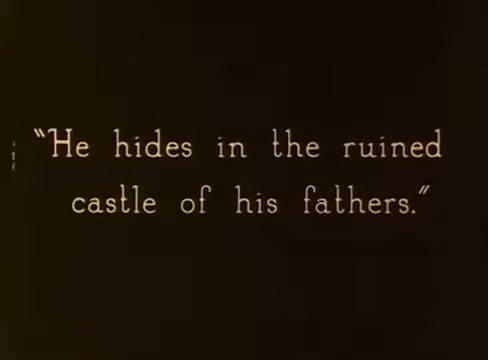 "He hides in the ruined
castle of his fathers."